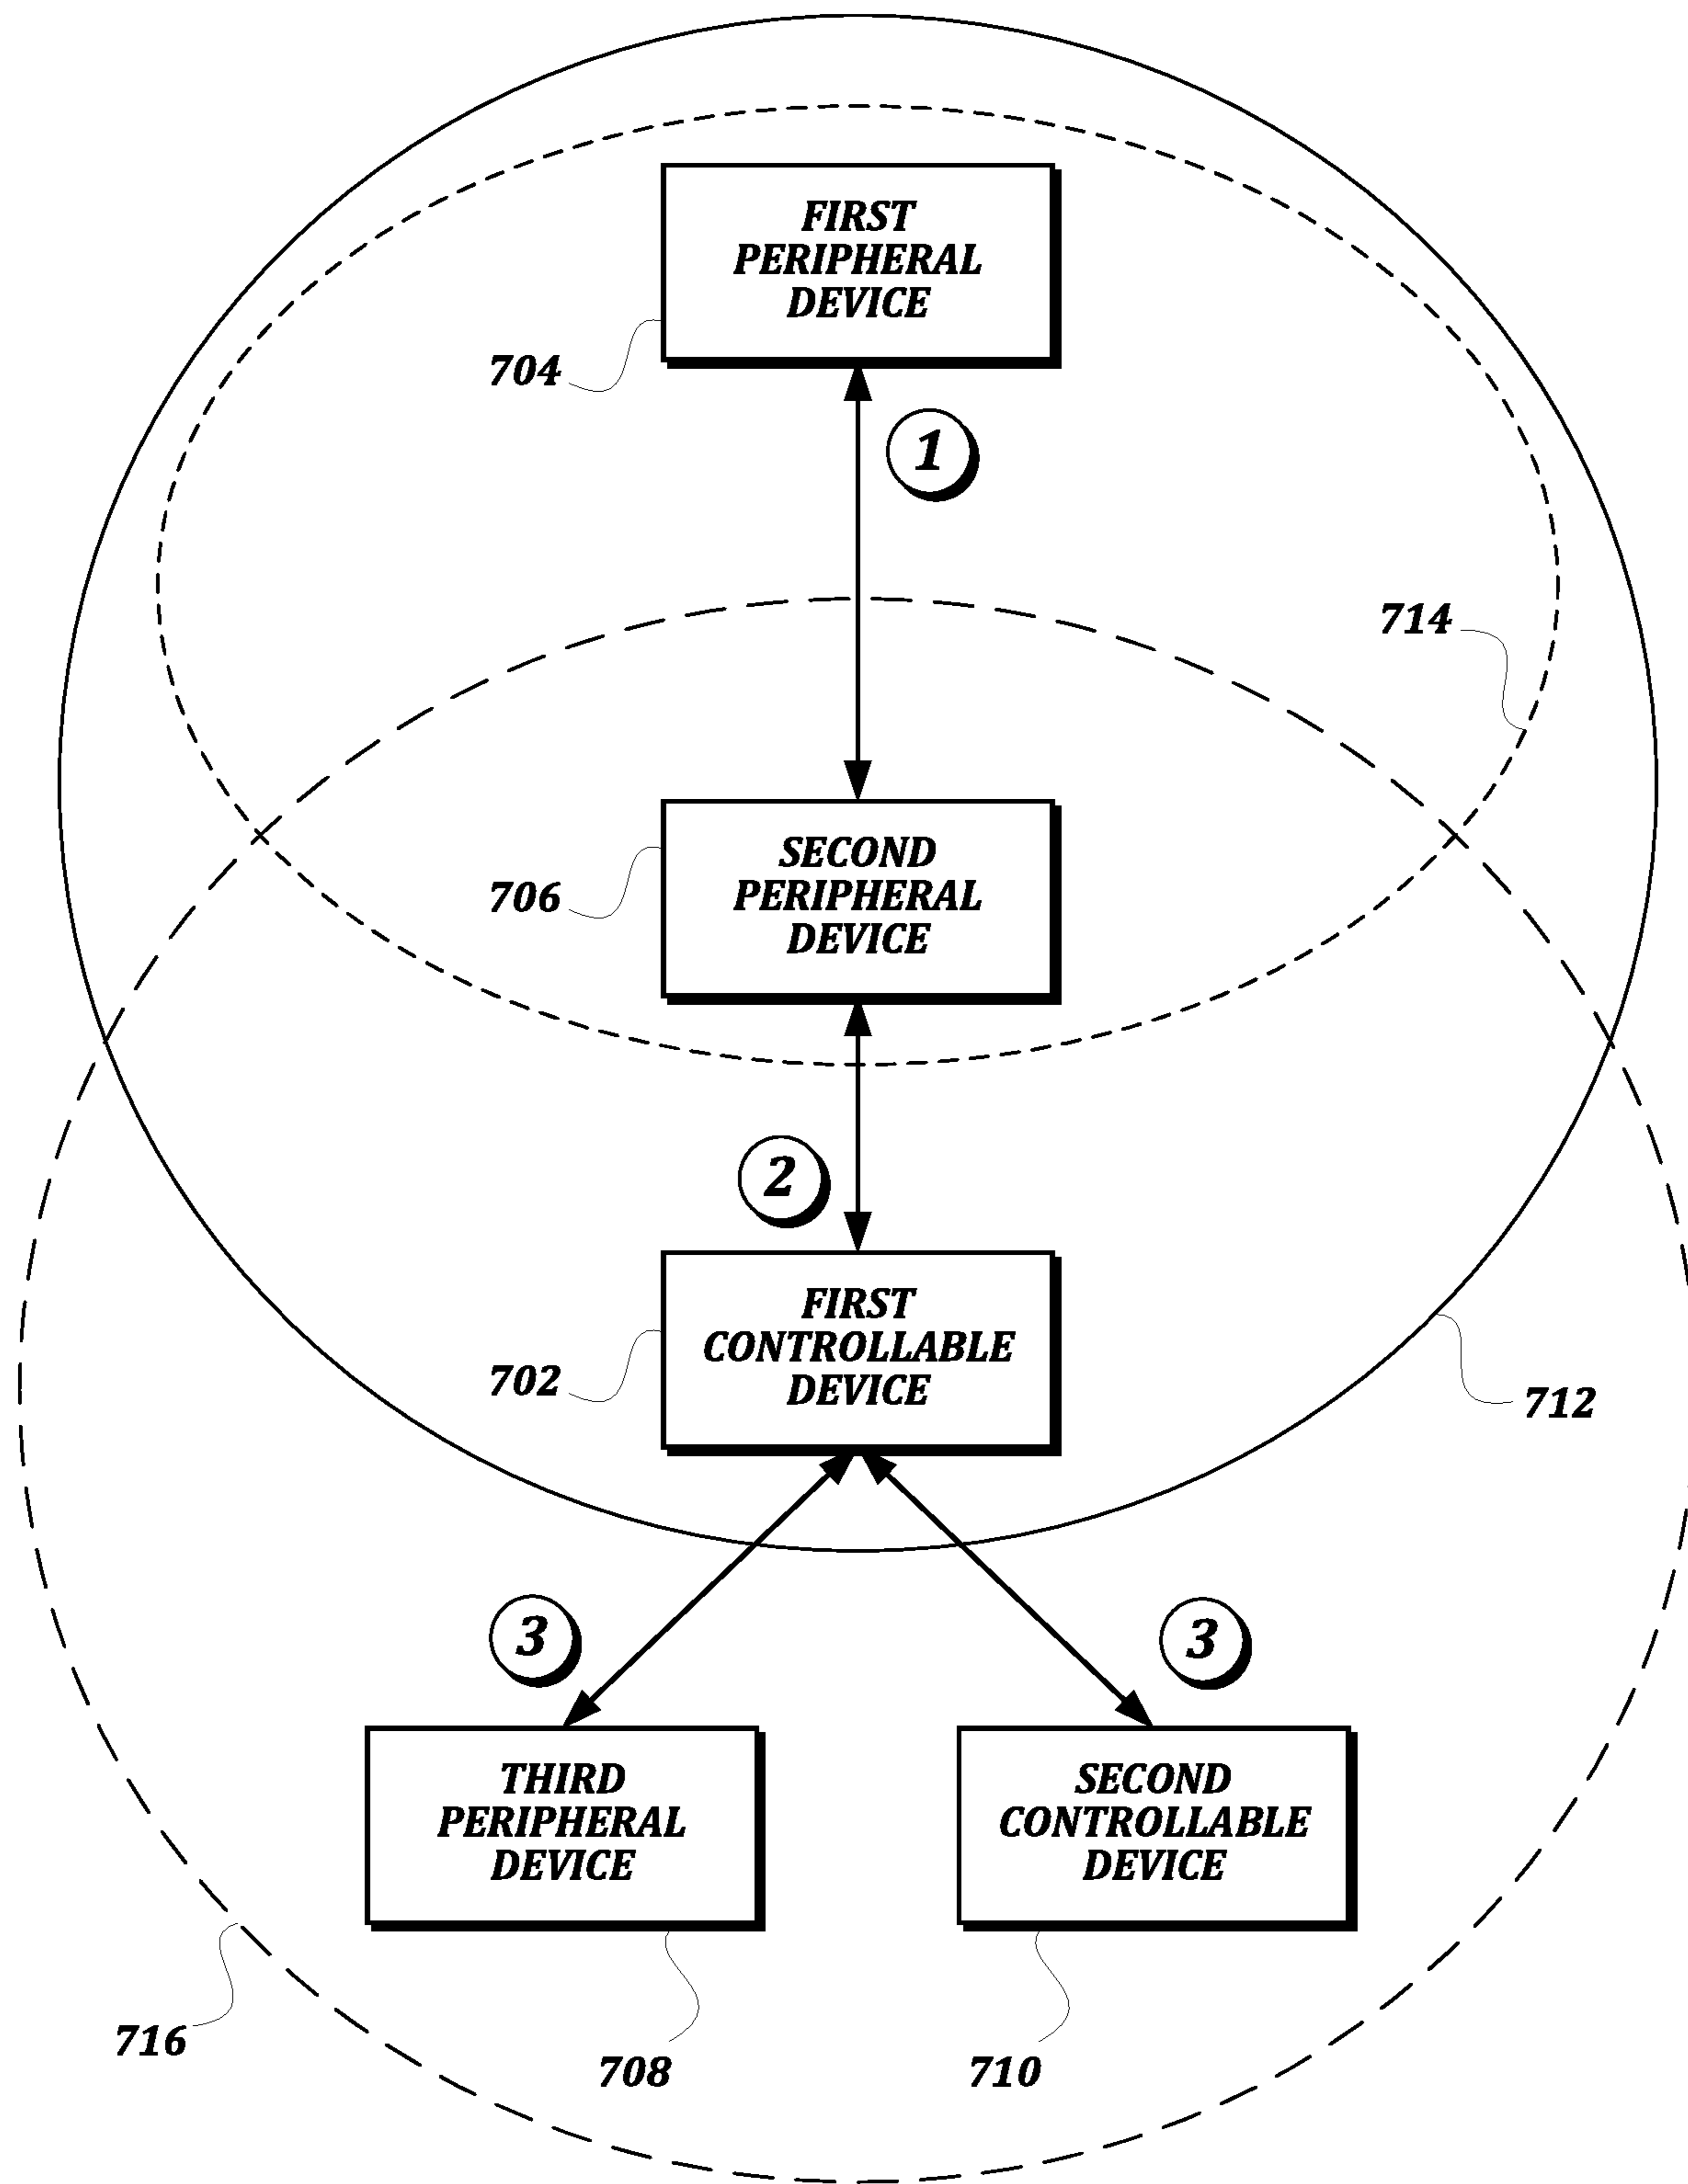 FIRST
PERIPHERAL
DEVICE
704
1
714
SECOND
PERIPHERAL
DEVICE
706
2
FIRST
CONTROLLABLE
DEVICE
702
712
3
3
THIRD
PERIPHERAL
DEVICE
SECOND
CONTROLLABLE
DEVICE
716
708
710